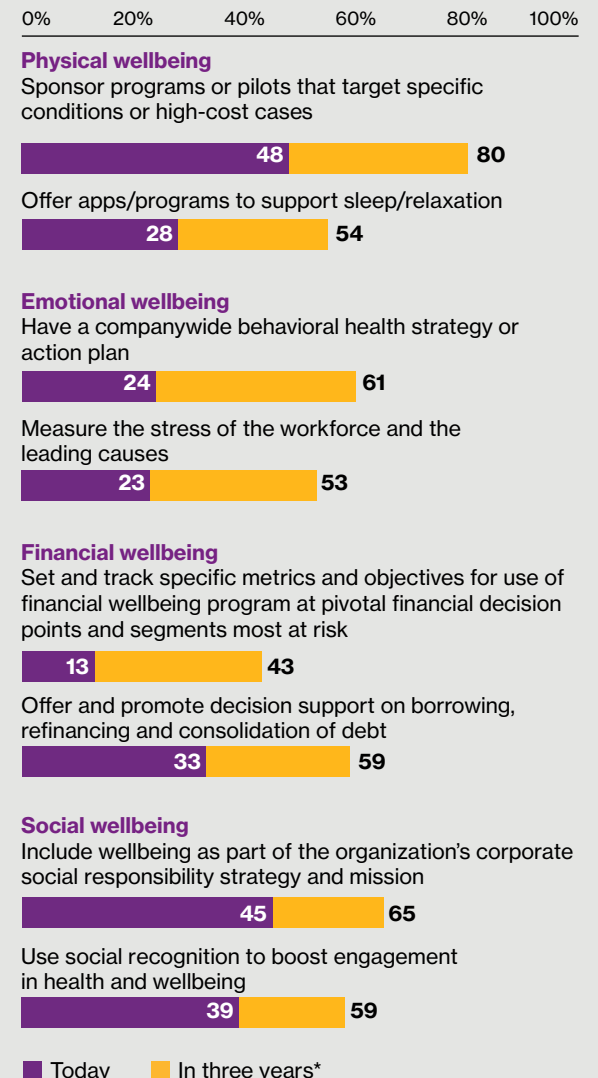 0% 20% 40% 60% 80% 100%
Physical wellbeing
Sponsor programs or pilots that target specific
conditions or high-cost cases
48 80
Offer apps/programs to support sleep/relaxation
28 54
Emotional wellbeing
Have a companywide behavioral health strategy or
action plan
24 61
Measure the stress of the workforce and the
leading causes
23 53
Financial wellbeing
Set and track specific metrics and objectives for use of
financial wellbeing program at pivotal financial decision
points and segments most at risk
13 43
Offer and promote decision support on borrowing,
refinancing and consolidation of debt
33 59
Social wellbeing
Include wellbeing as part of the organization’s corporate
social responsibility strategy and mission
45 65
Use social recognition to boost engagement
in health and wellbeing
39 59
Today In three years*